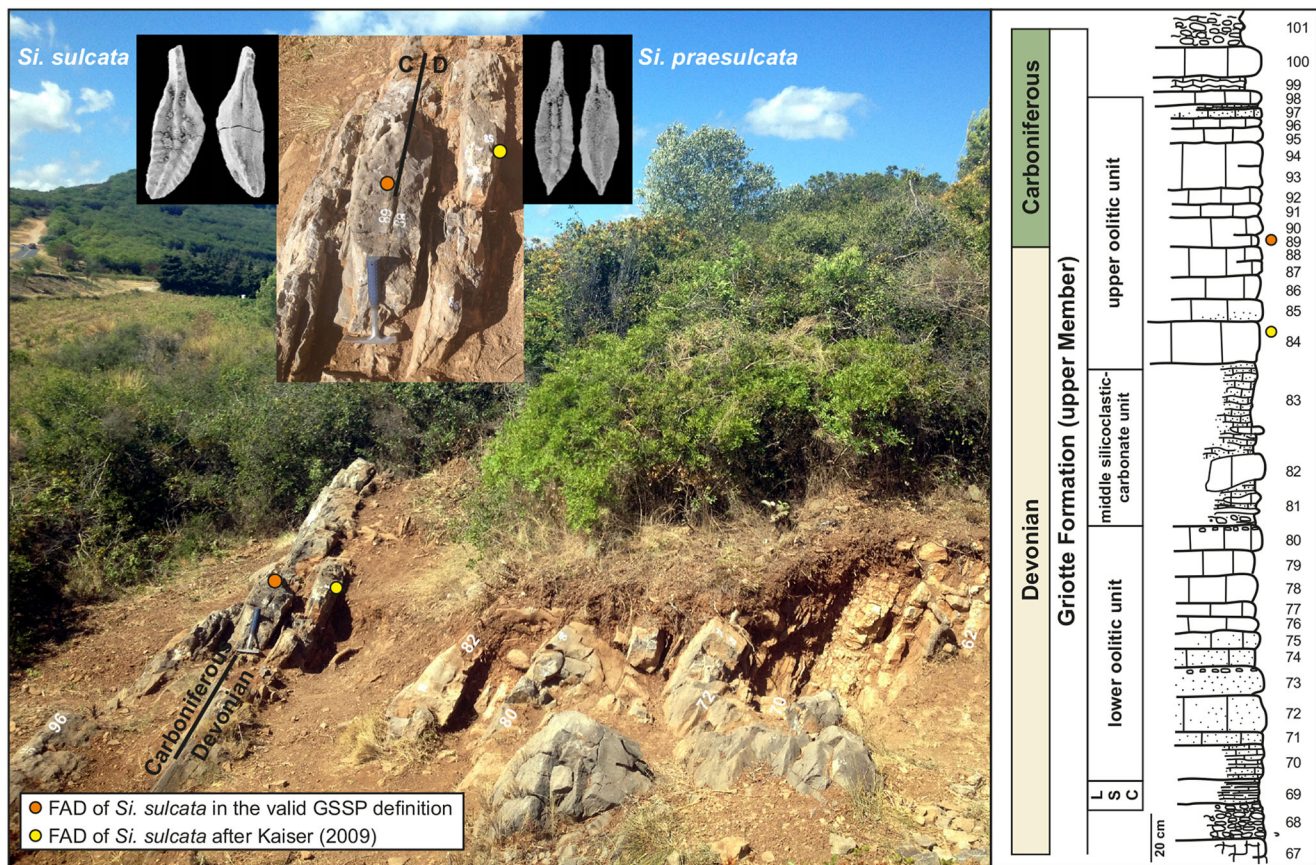 Si. sulcata
C D
Si. praesulcata
89
88
82
80
72
70
62
96
Carboniferous
Devonian
FAD of Si. sulcata in the valid GSSP definition
FAD of Si. sulcata after Kaiser (2009)
Carboniferous
Devonian
Griotte Formation (upper Member)
upper oolitic unit
middle silicoclastic-
carbonate unit
lower oolitic unit
L
S
C
20 cm
101
100
99
98
97
96
95
94
93
92
91
90
89
88
87
86
85
84
83
82
81
80
79
78
77
76
75
74
73
72
71
70
69
68
67